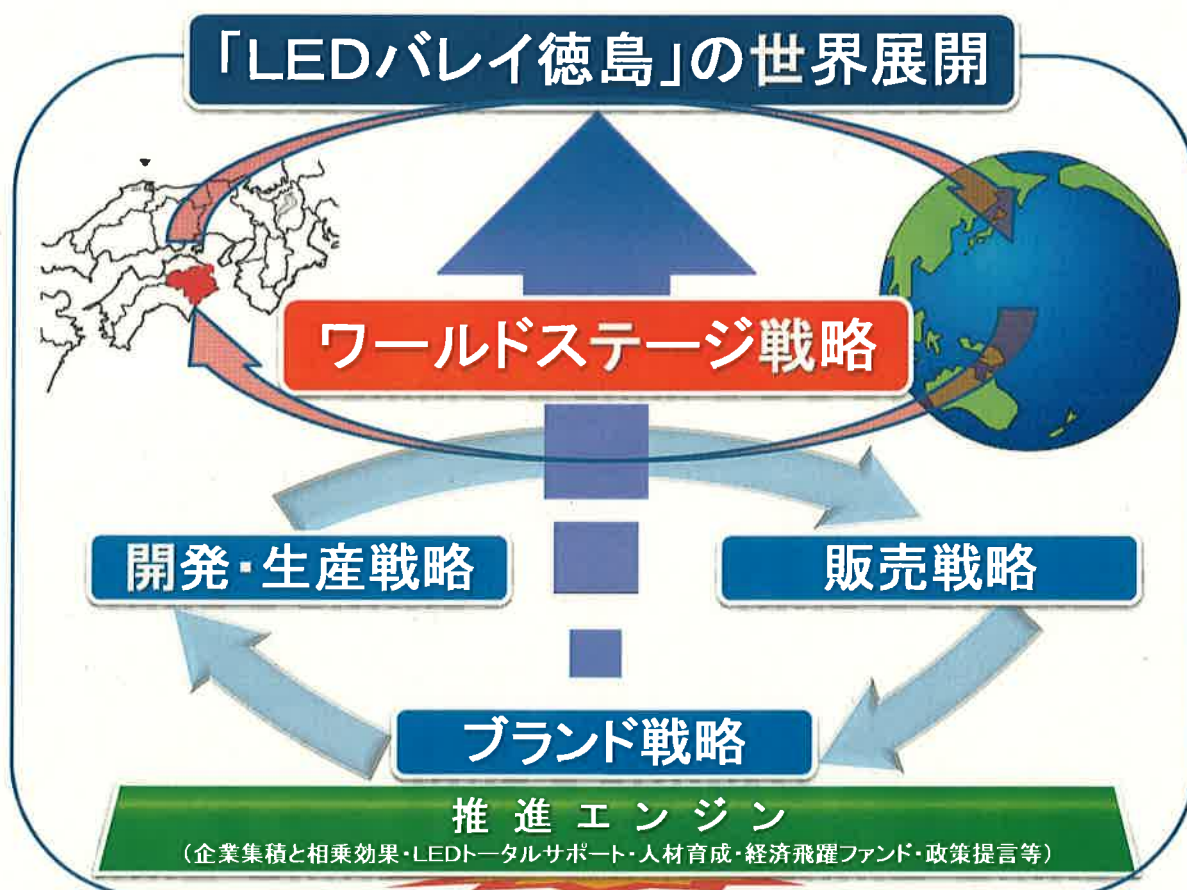 「LEDバレイ徳島」の世界展開
ワールドステージ戦略
開発・生産戦略
販売戦略
ブランド戦略
推進エンジン
(企業集積と相乗効果・LEDトータルサポート・人材育成・経済飛躍ファンド・政策提言等)